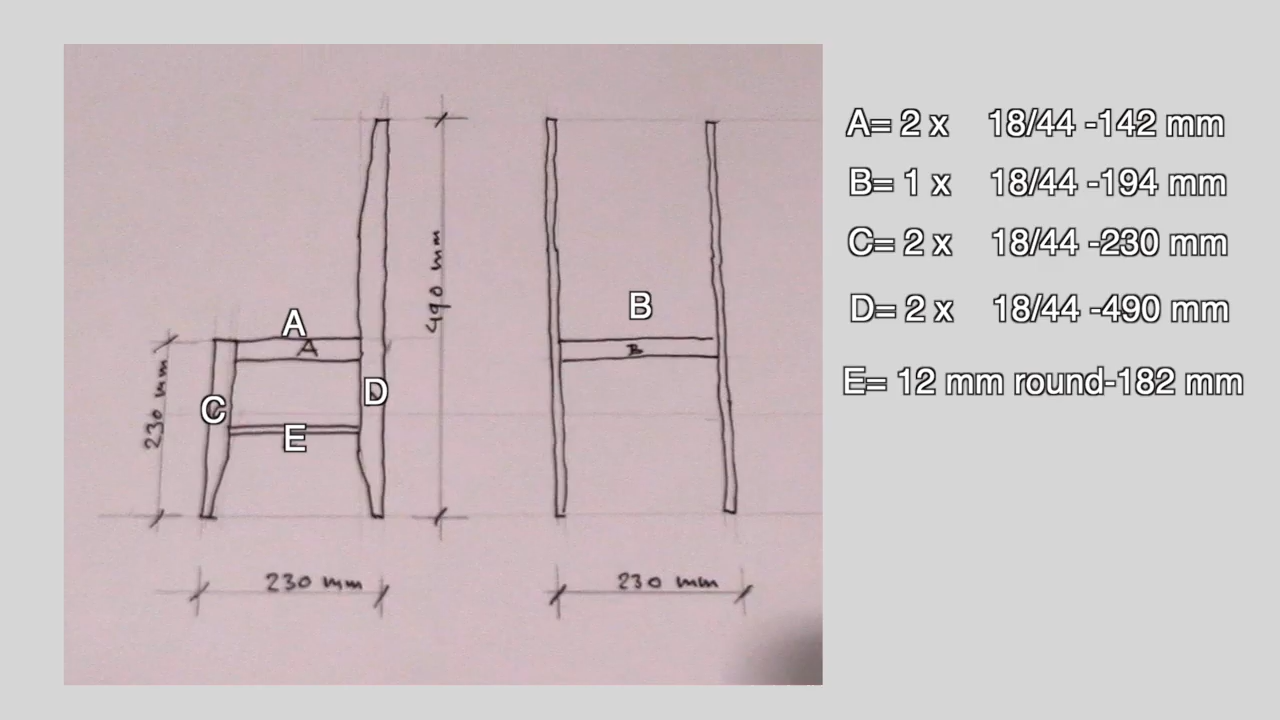 A= 2 x 18/44 -142 mm
B= 1 x 18/44 -194 mm
C= 2 x 18/44 -230 mm
D= 2 x 18/44 -490 mm
E= 12 mm round-182 mm
490 mm
A
A
B
B
C
D
E
230 mm
230 mm
230 mm